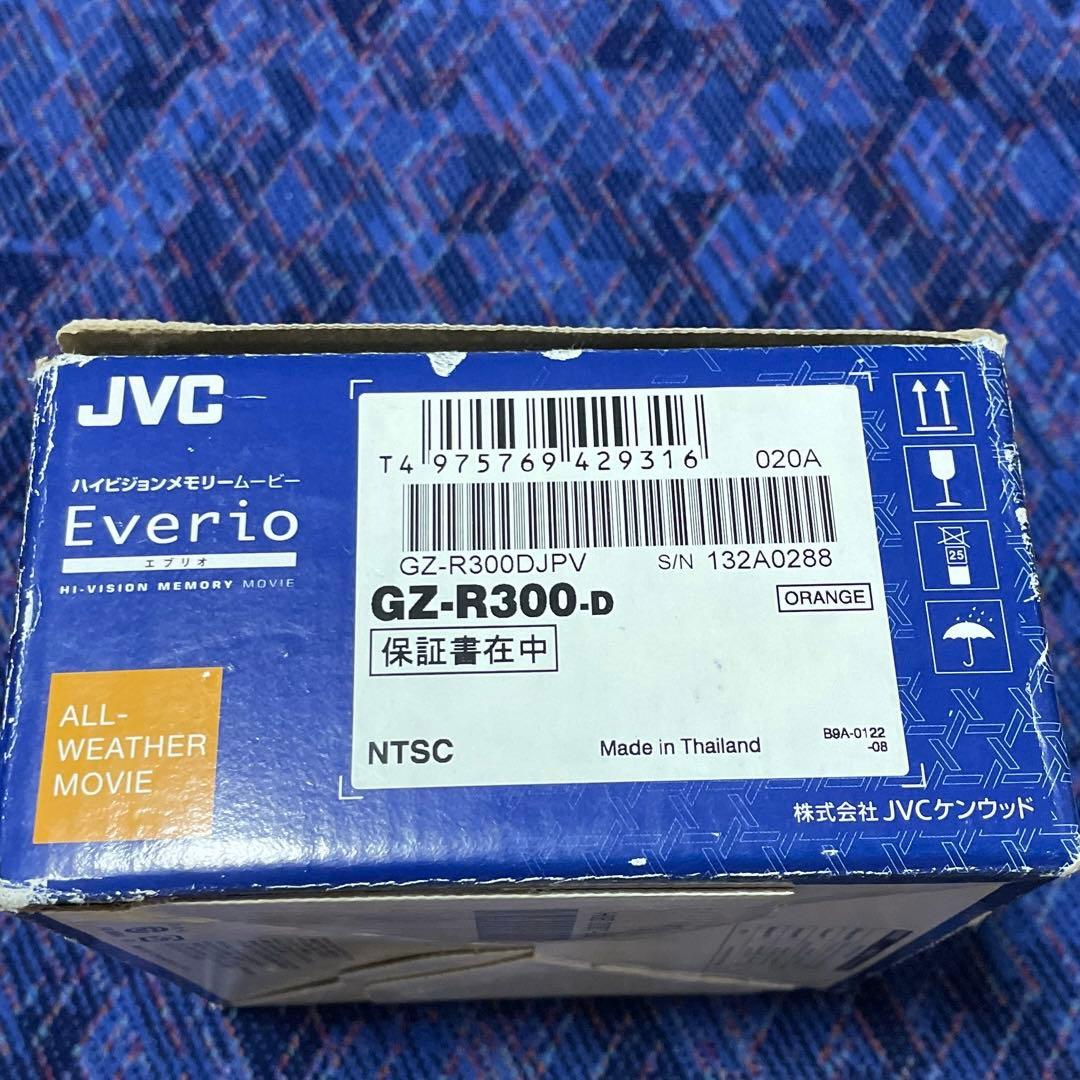 JVC
ハイビジョンメモリームービー
Everio
エブリオ
HI-VISION MEMORY MOVIE
ALL-
WEATHER
MOVIE
T4 975769 429316
020A
GZ-R300DJPV
S/N 132A0288
GZ-R300-D
ORANGE
保証書在中
NTSC
Made in Thailand
B9A-0122
-08
25
株式会社 JVCケンウッド